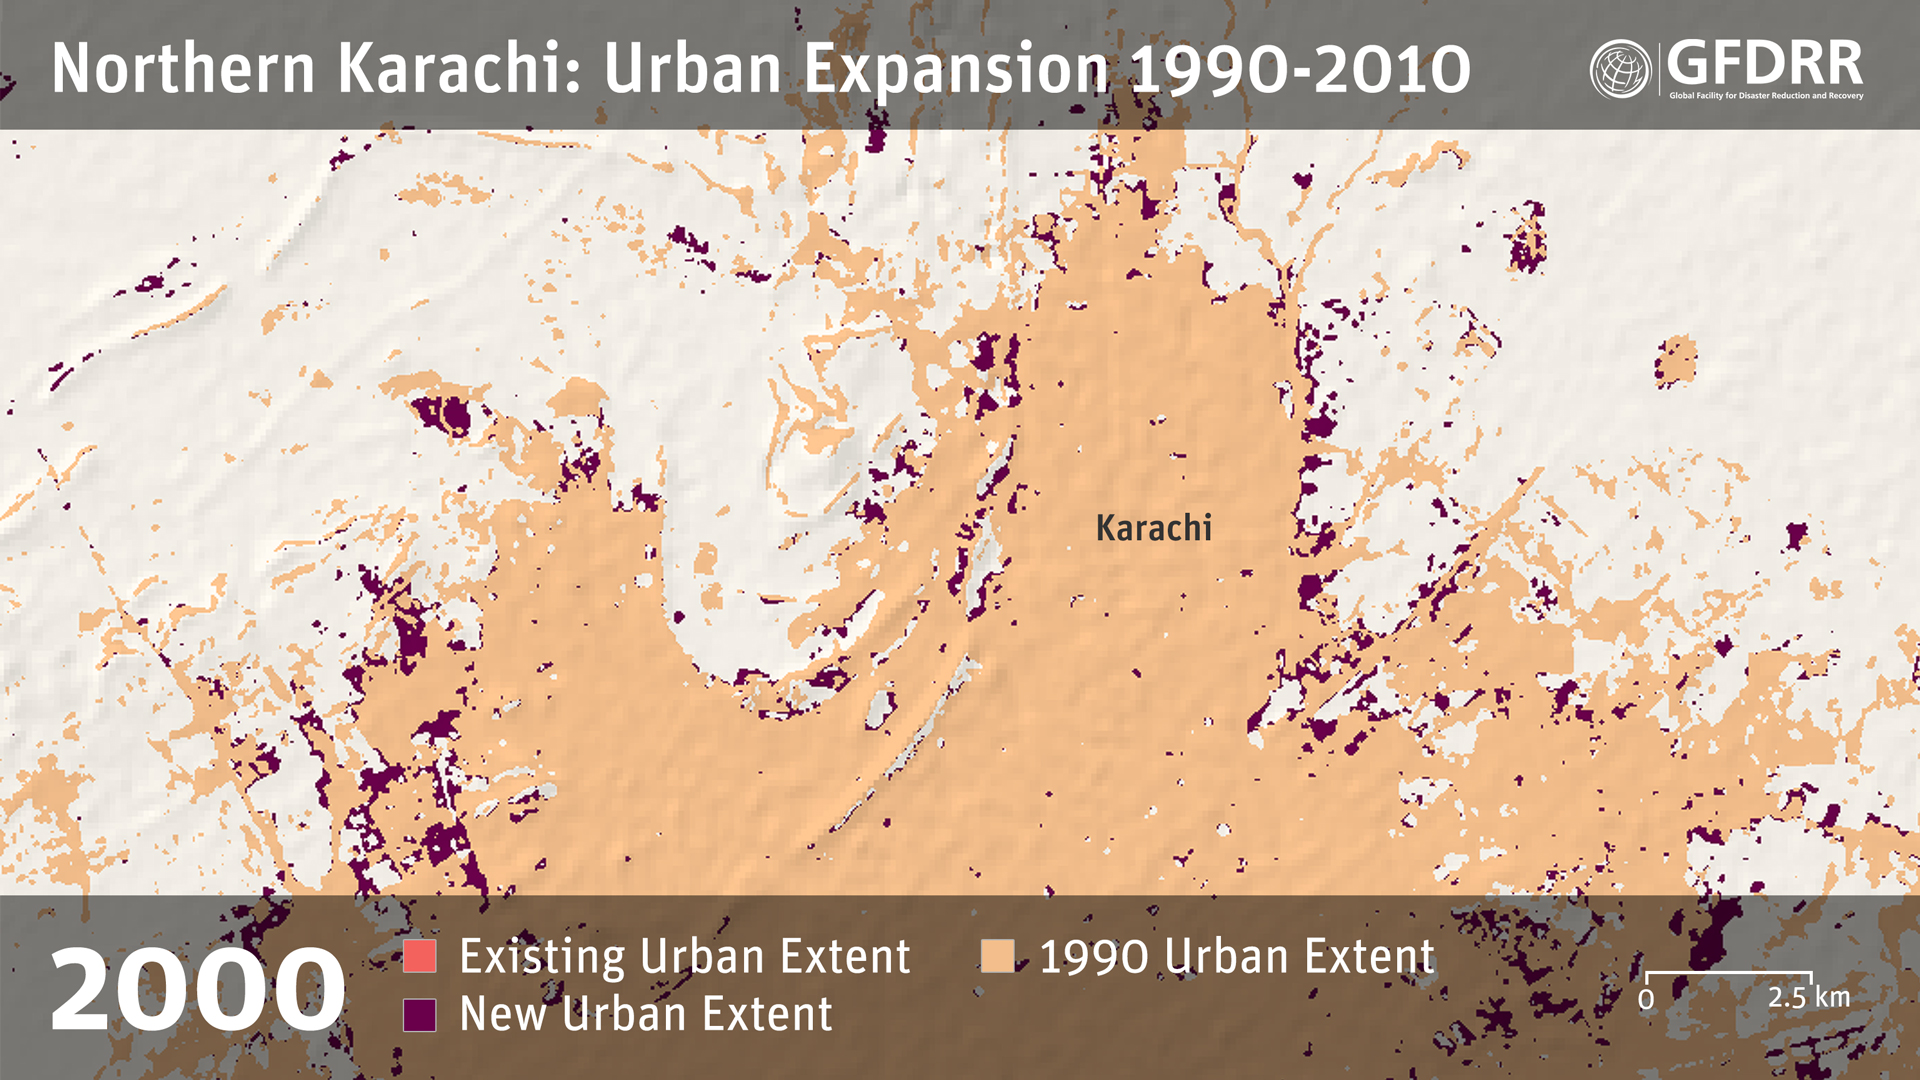 Northern Karachi: Urban Expansion 1990-2010
GFDRR
Global Facility for Disaster Reduction and Recovery
Karachi
2000
Existing Urban Extent
1990 Urban Extent
New Urban Extent
0 2.5 km